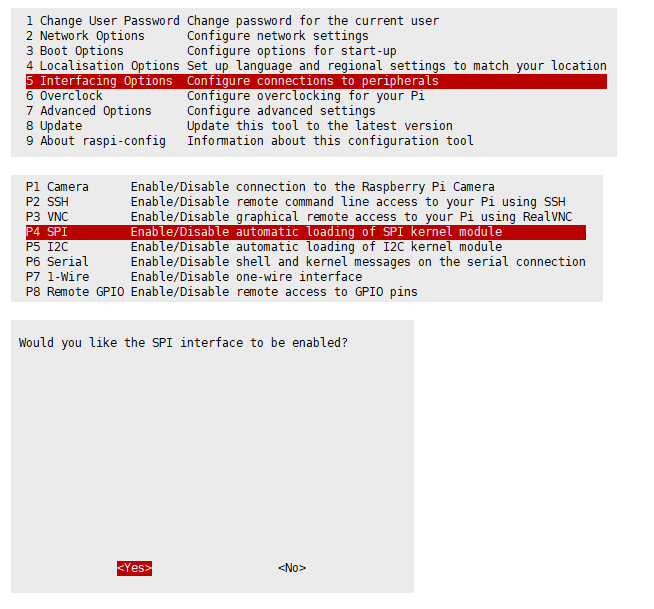 1 Change User Password Change password for the current user
2 Network Options Configure network settings
3 Boot Options Configure options for start-up
4 Localisation Options Set up language and regional settings to match your location
5 Interfacing Options Configure connections to peripherals
6 Overclock Configure overclocking for your Pi
7 Advanced Options Configure advanced settings
8 Update Update this tool to the latest version
9 About raspi-config Information about this configuration tool
P1 Camera Enable/Disable connection to the Raspberry Pi Camera
P2 SSH Enable/Disable remote command line access to your Pi using SSH
P3 VNC Enable/Disable graphical remote access to your Pi using RealVNC
P4 SPI Enable/Disable automatic loading of SPI kernel module
P5 I2C Enable/Disable automatic loading of I2C kernel module
P6 Serial Enable/Disable shell and kernel messages on the serial connection
P7 1-Wire Enable/Disable one-wire interface
P8 Remote GPIO Enable/Disable remote access to GPIO pins
Would you like the SPI interface to be enabled?
<Yes> <No>